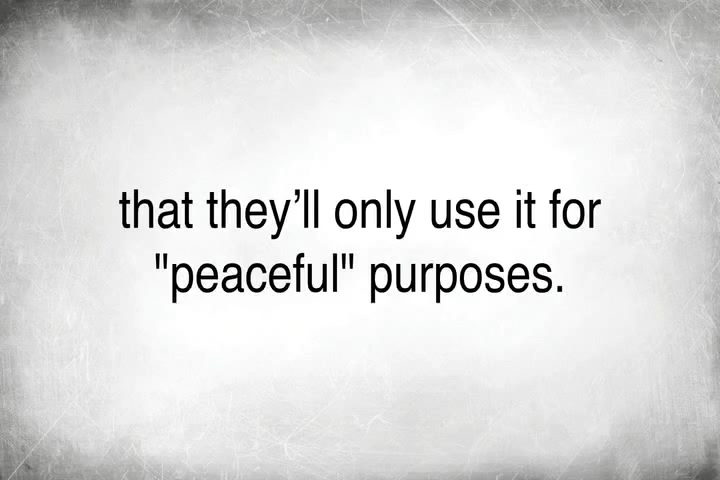 that they’ll only use it for
"peaceful" purposes.